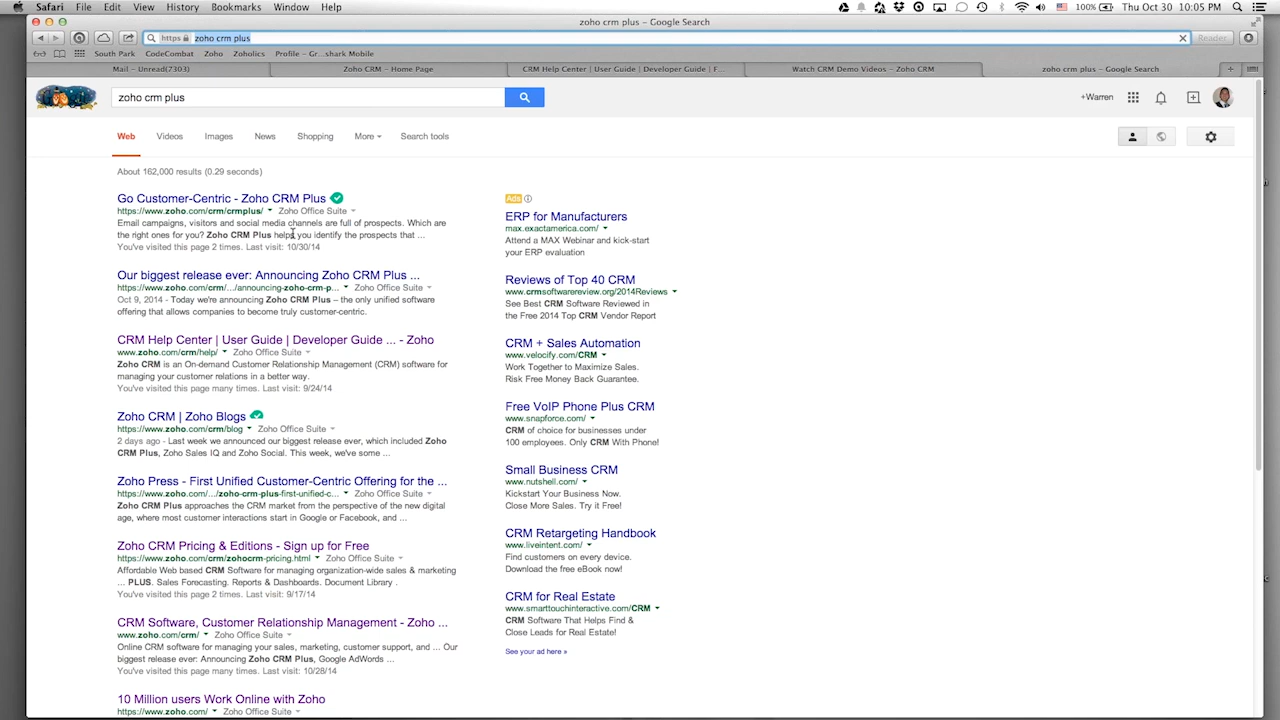 Safari File Edit View History Bookmarks Window Help 100% Thu Oct 30 10:05 PM
zoho crm plus – Google Search
https zoho crm plus Reader
South Park CodeCombat Zoho Zoholics Profile – Gr...shark Mobile
Mail – Unread(7303) Zoho CRM – Home Page CRM Help Center | User Guide | Developer Guide | F... Watch CRM Demo Videos – Zoho CRM zoho crm plus – Google Search
zoho crm plus +Warren
Web Videos Images News Shopping More Search tools
About 162,000 results (0.29 seconds)
Go Customer-Centric - Zoho CRM Plus
https://www.zoho.com/crm/crmplus/ Zoho Office Suite
Email campaigns, visitors and social media channels are full of prospects. Which are
the right ones for you? Zoho CRM Plus helps you identify the prospects that ...
You've visited this page 2 times. Last visit: 10/30/14
Our biggest release ever: Announcing Zoho CRM Plus ...
https://www.zoho.com/crm/.../announcing-zoho-crm-p... Zoho Office Suite
Oct 9, 2014 - Today we're announcing Zoho CRM Plus – the only unified software
offering that allows companies to become truly customer-centric.
CRM Help Center | User Guide | Developer Guide ... - Zoho
www.zoho.com/crm/help/ Zoho Office Suite
Zoho CRM is an On-demand Customer Relationship Management (CRM) software for
managing your customer relations in a better way.
You've visited this page many times. Last visit: 9/24/14
Zoho CRM | Zoho Blogs
https://www.zoho.com/crm/blog Zoho Office Suite
2 days ago - Last week we announced our biggest release ever, which included Zoho
CRM Plus, Zoho Sales IQ and Zoho Social. This week, we've some ...
Zoho Press - First Unified Customer-Centric Offering for the ...
https://www.zoho.com/.../zoho-crm-plus-first-unified-c... Zoho Office Suite
Zoho CRM Plus approaches the CRM market from the perspective of the new digital
age, where most customer interactions start in Google or Facebook, and ...
Zoho CRM Pricing & Editions - Sign up for Free
https://www.zoho.com/crm/zohocrm-pricing.html Zoho Office Suite
Affordable Web based CRM Software for managing organization-wide sales & marketing
... PLUS. Sales Forecasting. Reports & Dashboards. Document Library .
You've visited this page 2 times. Last visit: 9/17/14
CRM Software, Customer Relationship Management - Zoho ...
www.zoho.com/crm/ Zoho Office Suite
Online CRM software for managing your sales, marketing, customer support, and ... Our
biggest release ever: Announcing Zoho CRM Plus, Google AdWords ...
You've visited this page many times. Last visit: 10/28/14
10 Million users Work Online with Zoho
https://www.zoho.com/ Zoho Office Suite
Ads
ERP for Manufacturers
max.exactamerica.com/
Attend a MAX Webinar and kick-start
your ERP evaluation
Reviews of Top 40 CRM
www.crmsoftwarereview.org/2014Reviews
See Best CRM Software Reviewed in
the Free 2014 Top CRM Vendor Report
CRM + Sales Automation
www.velocify.com/CRM
Work Together to Maximize Sales.
Risk Free Money Back Guarantee.
Free VoIP Phone Plus CRM
www.snapforce.com/
CRM of choice for businesses under
100 employees. Only CRM With Phone!
Small Business CRM
www.nutshell.com/
Kickstart Your Business Now.
Close More Sales. Try it Free!
CRM Retargeting Handbook
www.liveintent.com/
Find customers on every device.
Download the free eBook now!
CRM for Real Estate
www.smarttouchinteractive.com/CRM
CRM Software That Helps Find &
Close Leads for Real Estate!
See your ad here »